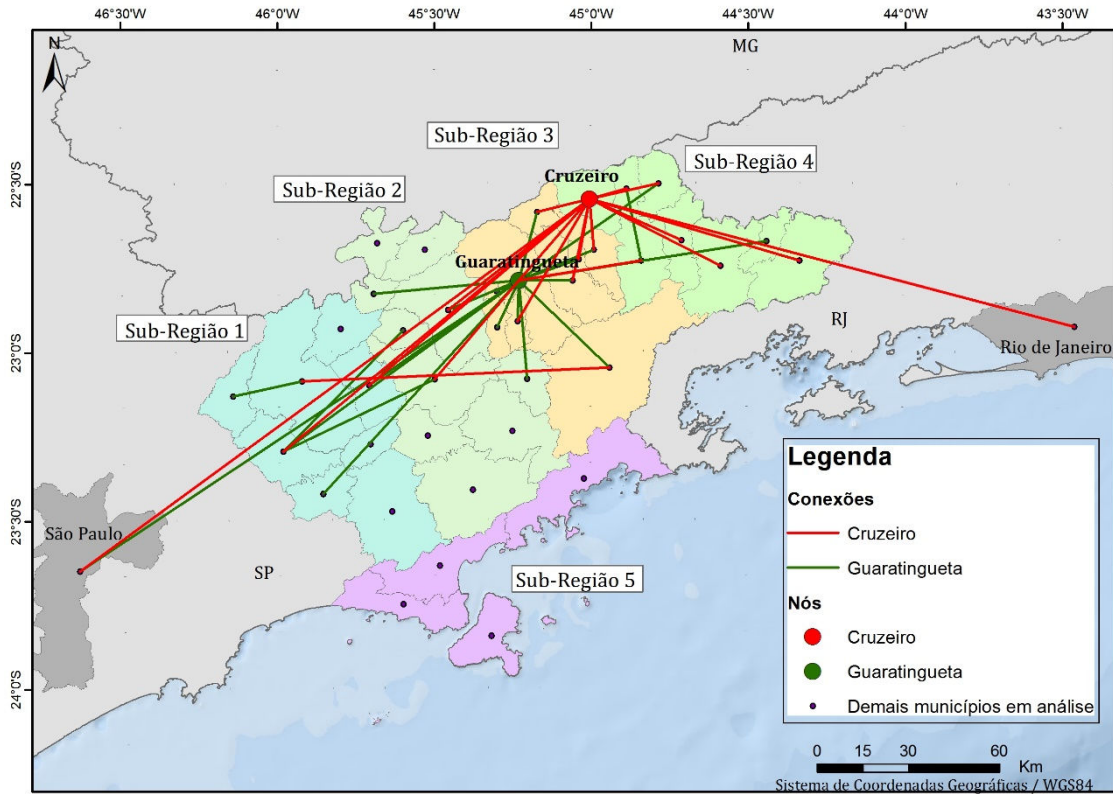 46°30'W 46°0'W 45°30'W 45°0'W 44°30'W 44°0'W 43°30'W
N
MG
Sub-Região 3
Sub-Região 4
22°30'S
Cruzeiro
Sub-Região 2
Guaratingueta
Sub-Região 1
RJ
23°0'S
Rio de Janeiro
Legenda
Conexões
Cruzeiro
Guaratingueta
Nós
Cruzeiro
Guaratingueta
Demais municípios em análise
23°30'S
São Paulo
SP
Sub-Região 5
24°0'S
0 15 30 60
Km
Sistema de Coordenadas Geográficas / WGS84